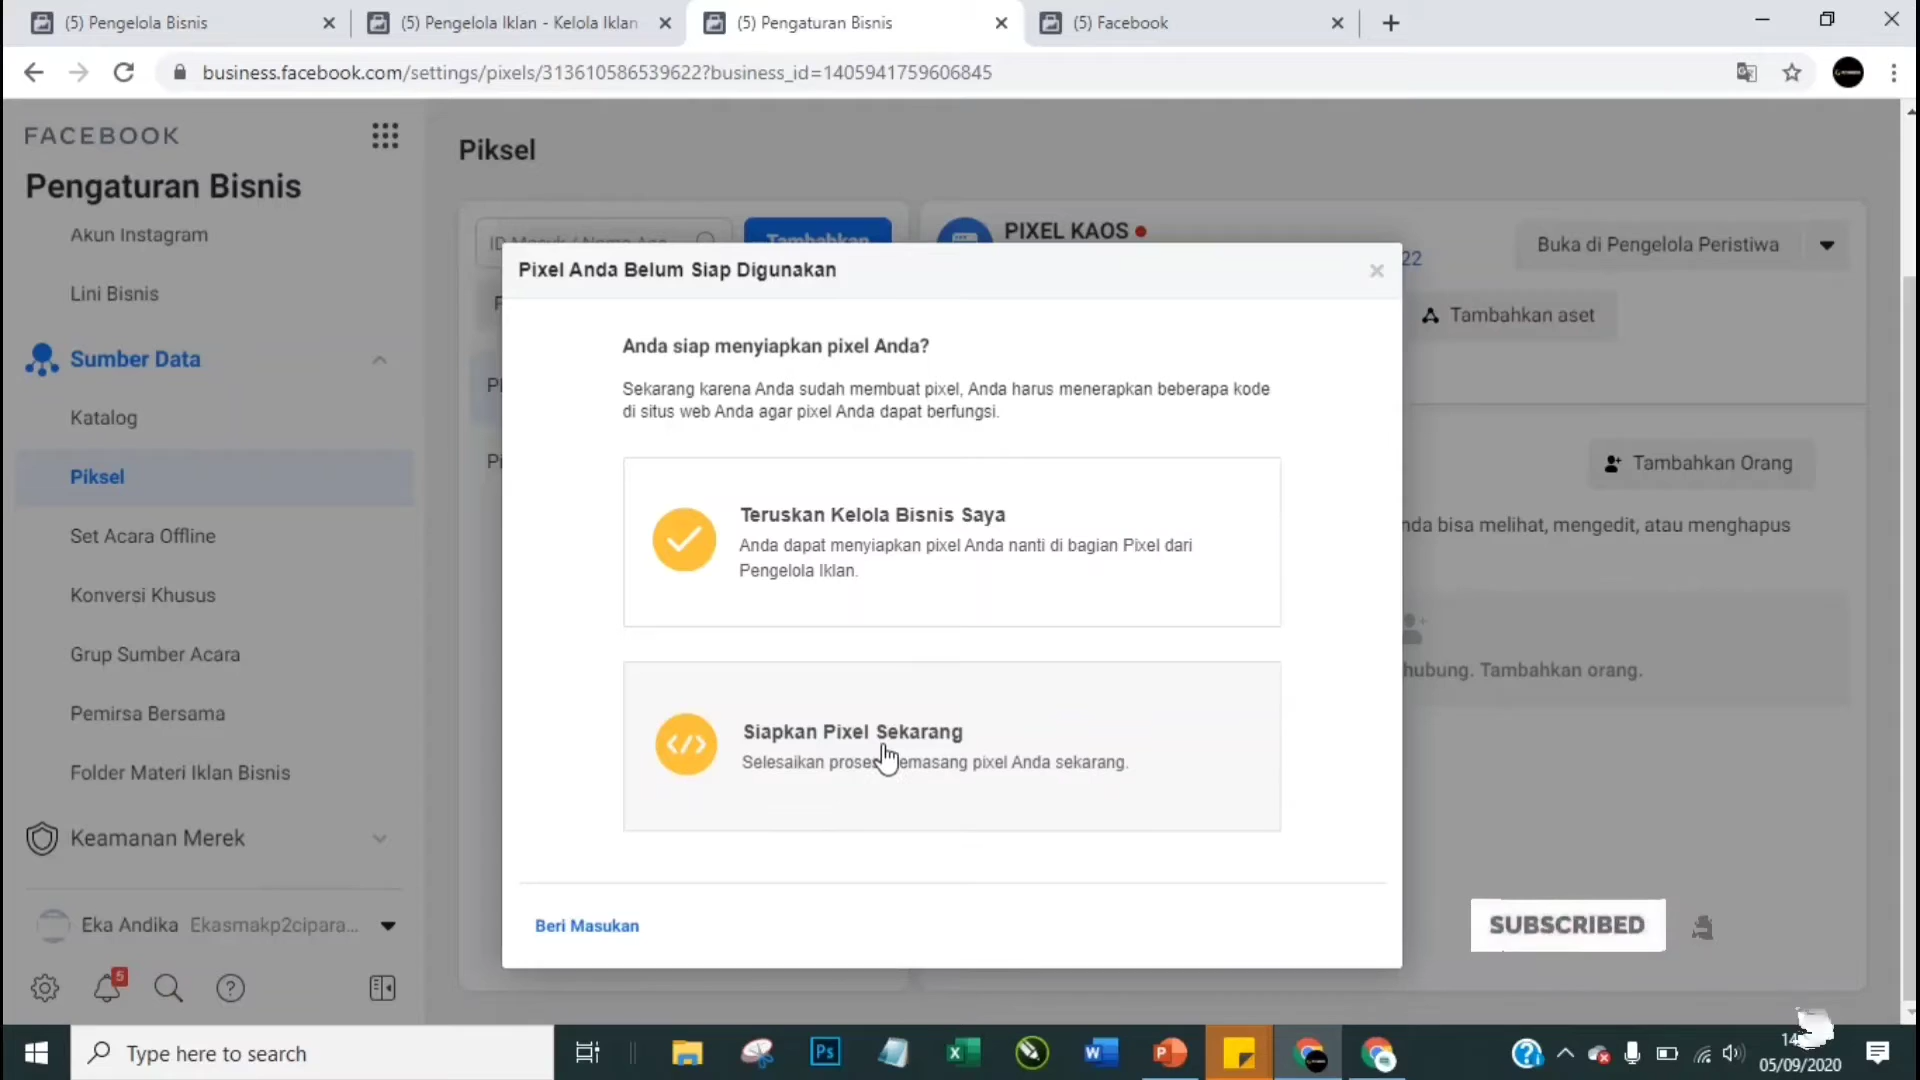 (5) Pengelola Bisnis
(5) Pengelola Iklan - Kelola Iklan
(5) Pengaturan Bisnis
(5) Facebook
business.facebook.com/settings/pixels/313610586539622?business_id=1405941759606845
FACEBOOK
Pengaturan Bisnis
Akun Instagram
Lini Bisnis
Sumber Data
Katalog
Piksel
Set Acara Offline
Konversi Khusus
Grup Sumber Acara
Pemirsa Bersama
Folder Materi Iklan Bisnis
Keamanan Merek
Eka Andika Ekasmakp2cipara...
5
Piksel
Tambahkan
PIXEL KAOS
22
Buka di Pengelola Peristiwa
Tambahkan aset
Tambahkan Orang
nda bisa melihat, mengedit, atau menghapus
hubung. Tambahkan orang.
Pixel Anda Belum Siap Digunakan
Anda siap menyiapkan pixel Anda?
Sekarang karena Anda sudah membuat pixel, Anda harus menerapkan beberapa kode
di situs web Anda agar pixel Anda dapat berfungsi.
Teruskan Kelola Bisnis Saya
Anda dapat menyiapkan pixel Anda nanti di bagian Pixel dari
Pengelola Iklan.
Siapkan Pixel Sekarang
Selesaikan proses emasang pixel Anda sekarang.
Beri Masukan
SUBSCRIBED
Type here to search
Ps
05/09/2020